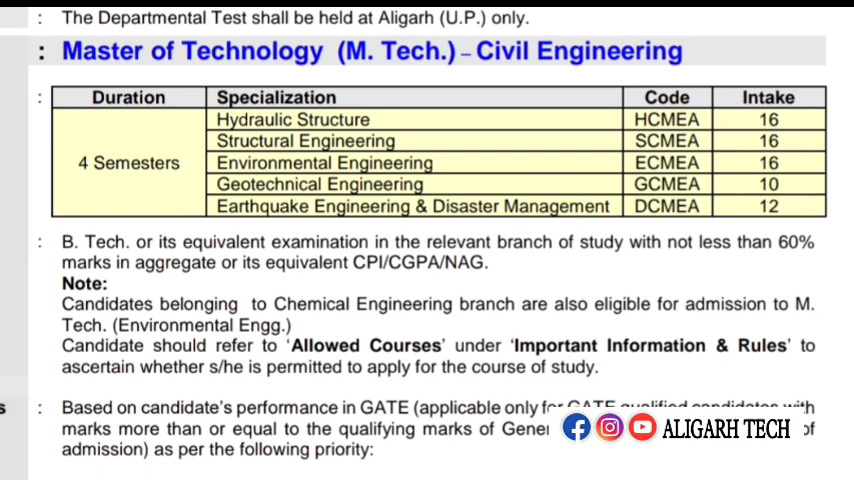 : The Departmental Test shall be held at Aligarh (U.P.) only.
: Master of Technology (M. Tech.) – Civil Engineering
: Duration Specialization Code Intake
Hydraulic Structure HCMEA 16
Structural Engineering SCMEA 16
4 Semesters Environmental Engineering ECMEA 16
Geotechnical Engineering GCMEA 10
Earthquake Engineering & Disaster Management DCMEA 12
: B. Tech. or its equivalent examination in the relevant branch of study with not less than 60%
marks in aggregate or its equivalent CPI/CGPA/NAG.
Note:
Candidates belonging to Chemical Engineering branch are also eligible for admission to M.
Tech. (Environmental Engg.)
Candidate should refer to ‘Allowed Courses’ under ‘Important Information & Rules’ to
ascertain whether s/he is permitted to apply for the course of study.
s : Based on candidate’s performance in GATE (applicable only for GATE qualified candidates with
marks more than or equal to the qualifying marks of Gener of
ALIGARH TECH
admission) as per the following priority: